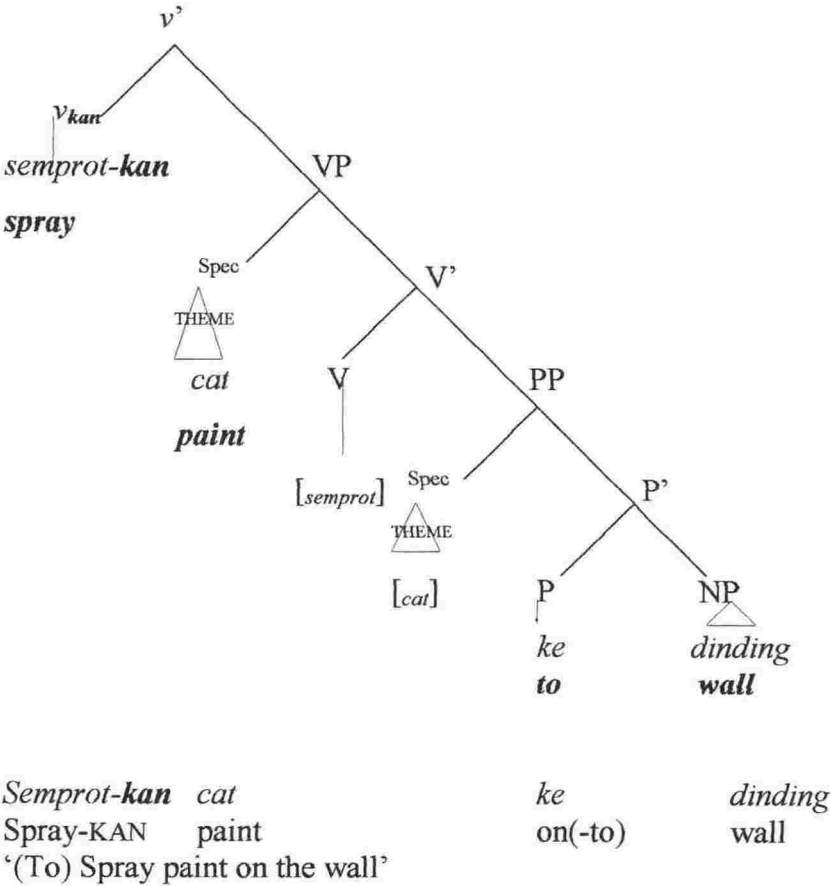 v’
vkan
semprot-kan VP
spray
Spec V’
THEME
cat V PP
paint
[semprot] Spec P’
THEME
[cat] P NP
ke dinding
to wall
Semprot-kan cat ke dinding
Spray-KAN paint on(-to) wall
‘(To) Spray paint on the wall’